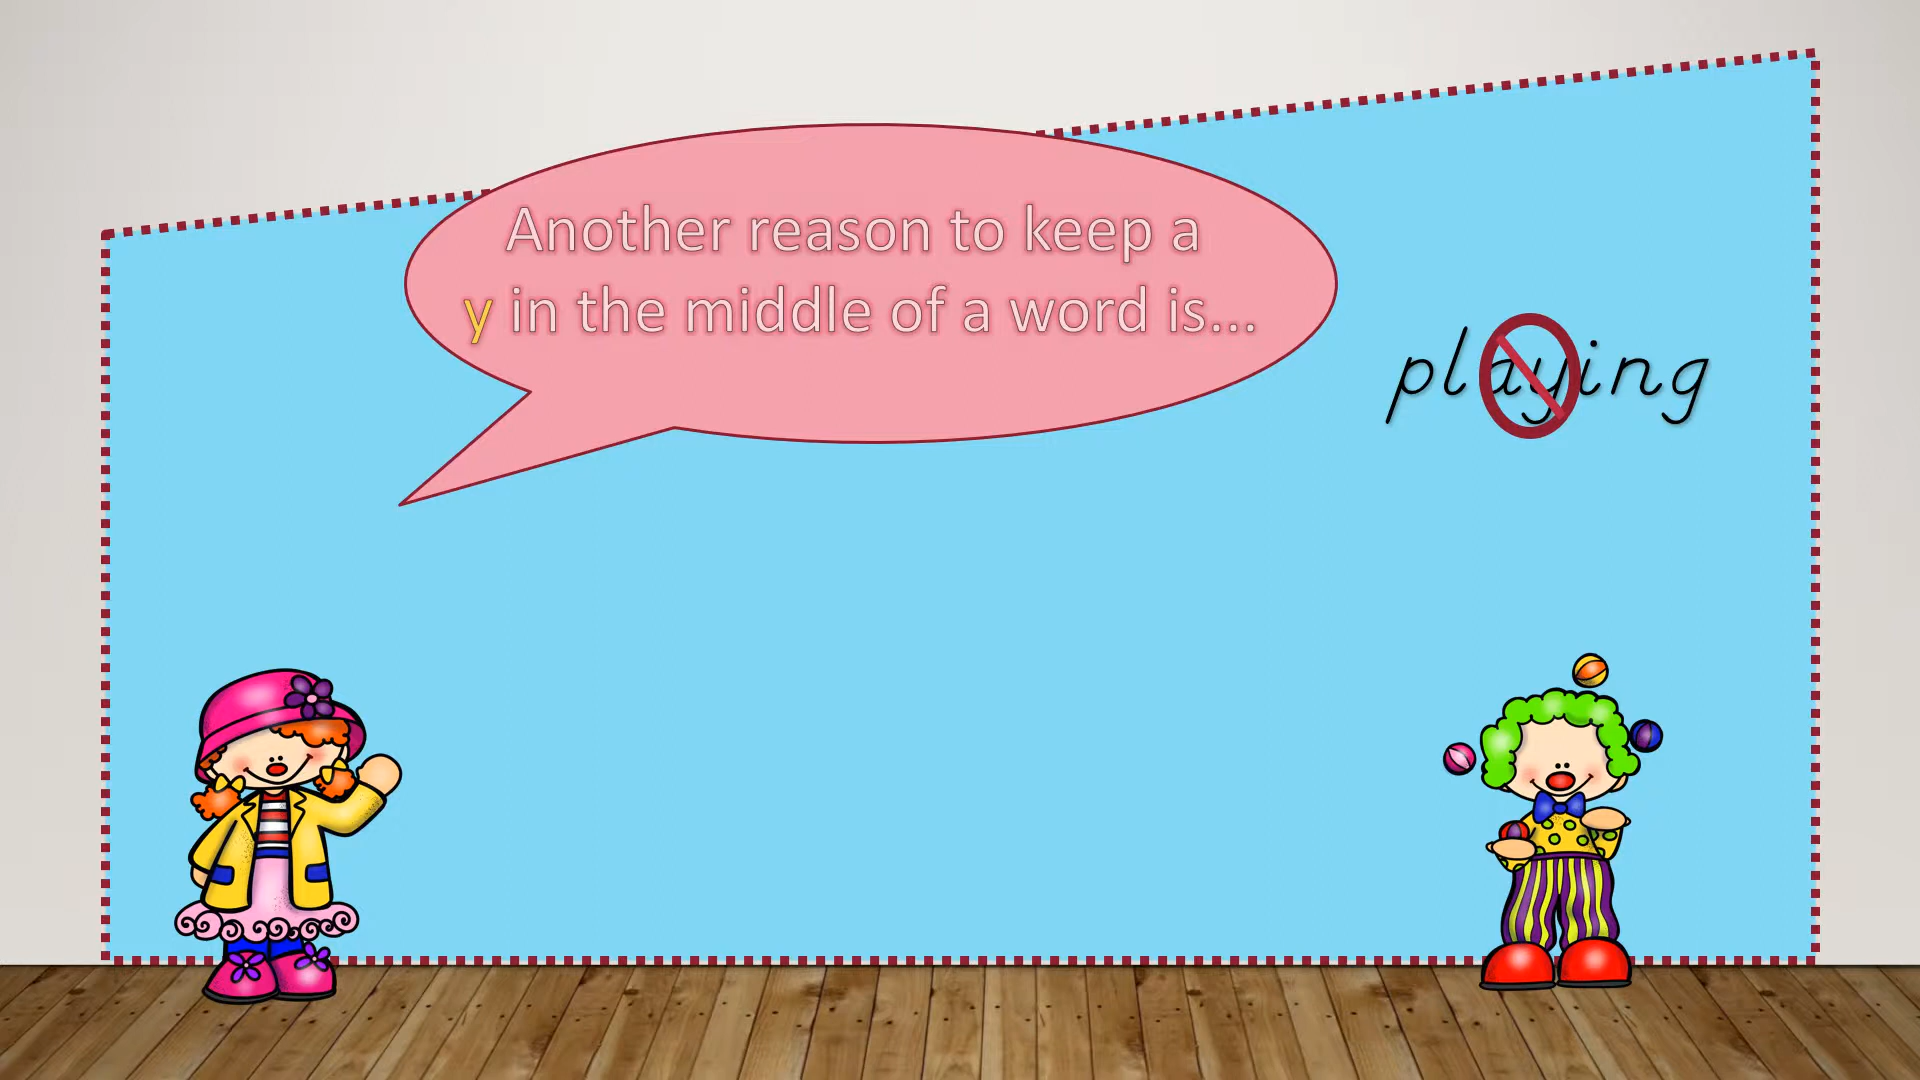 Another reason to keep a
y in the middle of a word is...
playing